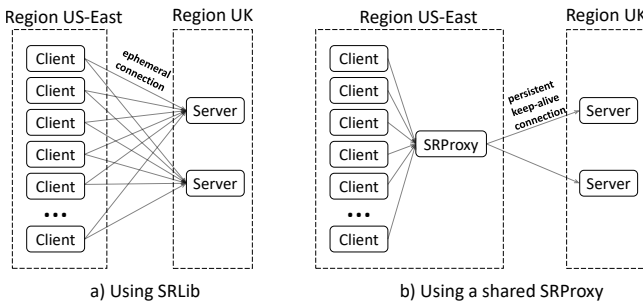 Region US-East
Region UK
Client
Client
Client
Client
Client
...
Client
ephemeral
connection
Server
Server
a) Using SRLib
Region US-East
Region UK
Client
Client
Client
Client
Client
...
Client
SRProxy
persistent
keep-alive
connection
Server
Server
b) Using a shared SRProxy